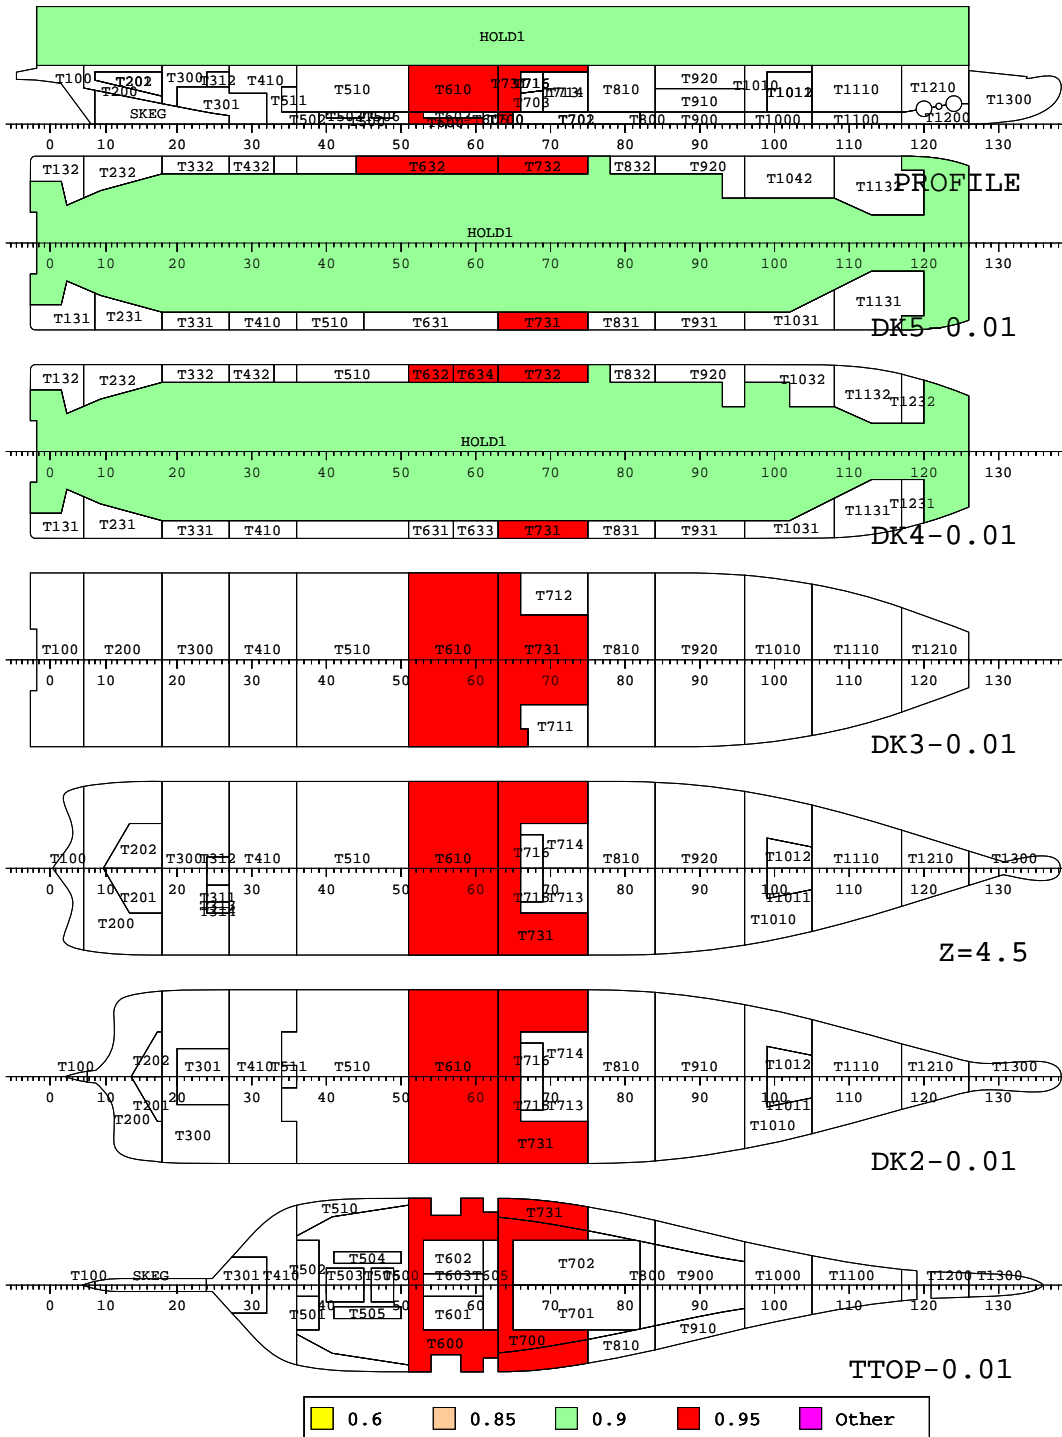 HOLD1
T100 T201 T300 T312 T410 T610 T716 T714 T810 T920 T1010 T1012 T1110 T1210 T1300
T200 T301 T511 T703 T910
SKEG T502 T506 T603 T700 T702 T800 T900 T1000 T1100 T1200
0 10 20 30 40 50 60 70 80 90 100 110 120 130
PROFILE
T132 T232 T332 T432 T632 T732 T832 T920 T1042 T1132
HOLD1
0 10 20 30 40 50 60 70 80 90 100 110 120 130
T131 T231 T331 T410 T510 T631 T731 T831 T931 T1031 T1131
DK5-0.01
T132 T232 T332 T432 T510 T632 T634 T732 T832 T920 T1032 T1132 T1232
HOLD1
0 10 20 30 40 50 60 70 80 90 100 110 120 130
T131 T231 T331 T410 T631 T633 T731 T831 T931 T1031 T1131 T1231
DK4-0.01
T712
T100 T200 T300 T410 T510 T610 T731 T810 T920 T1010 T1110 T1210
0 10 20 30 40 50 60 70 80 90 100 110 120 130
T711
DK3-0.01
T100 T202 T300 T312 T410 T510 T610 T716 T714 T810 T920 T1012 T1110 T1210 T1300
0 10 20 30 40 50 60 70 80 90 100 110 120 130
T201 T311 T713 T1011
T200 T314 T731 T1010
Z=4.5
T100 T202 T301 T410 T511 T510 T610 T716 T714 T810 T910 T1012 T1110 T1210 T1300
0 10 20 30 40 50 60 70 80 90 100 110 120 130
T201 T713 T1011
T200 T300 T731 T1010
DK2-0.01
T510 T731
T504 T602 T702
T100 SKEG T301 T410 T502 T503 T500 T603 T605 T800 T900 T1000 T1100 T1200 T1300
0 10 20 30 40 50 60 70 80 90 100 110 120 130
T501 T505 T601 T701
T600 T700 T810 T910
TTOP-0.01
0.6 0.85 0.9 0.95 Other